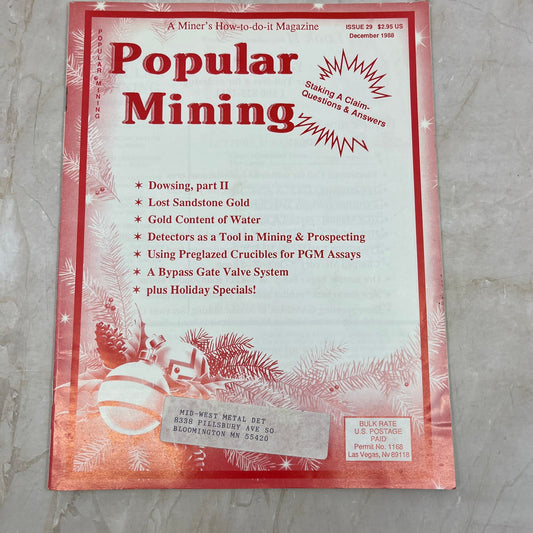 A Miner's How-to-do-it Magazine
ISSUE 29 $2.95 US
December 1988
POPULAR MINING
Popular
Mining
Staking A Claim-
Questions & Answers
✶ Dowsing, part II
✶ Lost Sandstone Gold
✶ Gold Content of Water
✶ Detectors as a Tool in Mining & Prospecting
✶ Using Preglazed Crucibles for PGM Assays
✶ A Bypass Gate Valve System
✶ plus Holiday Specials!
MID-WEST METAL DET
8338 PILLSBURY AVE SO
BLOOMINGTON MN 55420
BULK RATE
U.S. POSTAGE
PAID
Permit No. 1168
Las Vegas, Nv 89118